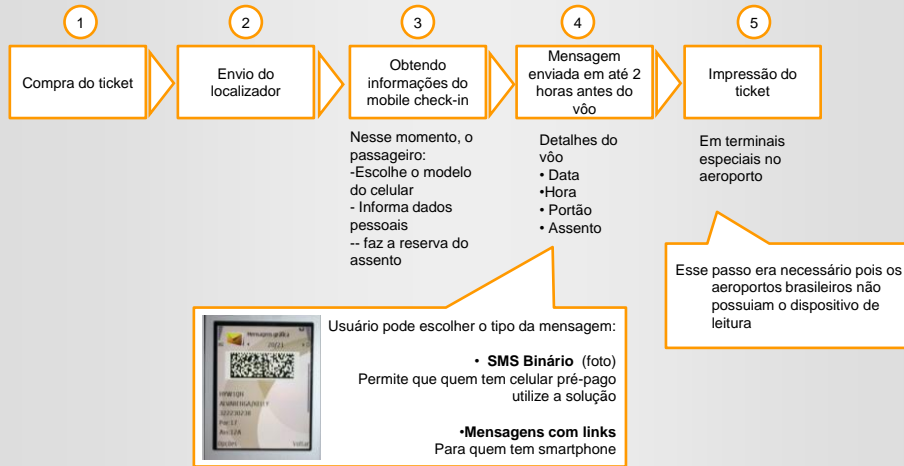 1
2
3
4
5
Compra do ticket
Envio do
localizador
Obtendo
informações do
mobile check-in
Mensagem
enviada em até 2
horas antes do
vôo
Impressão do
ticket
Nesse momento, o
passageiro:
-Escolhe o modelo
do celular
- Informa dados
pessoais
-- faz a reserva do
assento
Detalhes do
vôo
• Data
•Hora
• Portão
• Assento
Em terminais
especiais no
aeroporto
Esse passo era necessário pois os
aeroportos brasileiros não
possuiam o dispositivo de
leitura
Usuário pode escolher o tipo da mensagem:
• SMS Binário (foto)
Permite que quem tem celular pré-pago
utilize a solução
•Mensagens com links
Para quem tem smartphone
Mensagem gráfica
Opções
Voltar